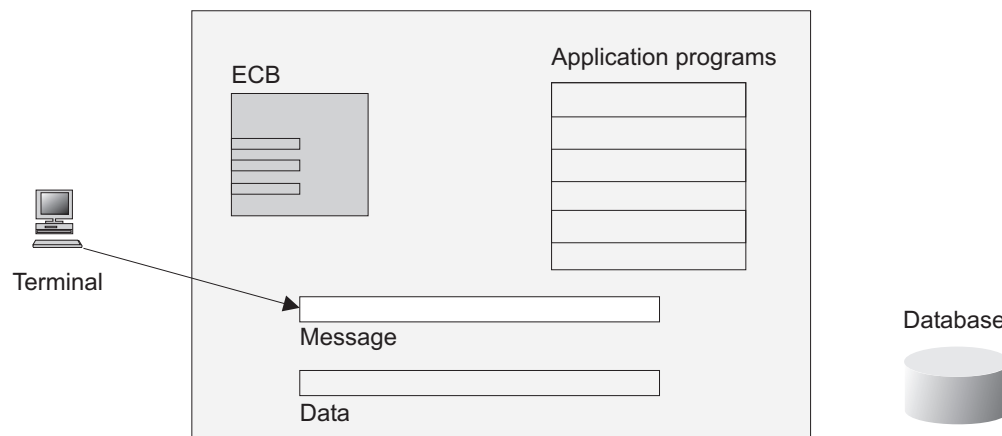 Application programs
ECB
Terminal
Message
Database
Data